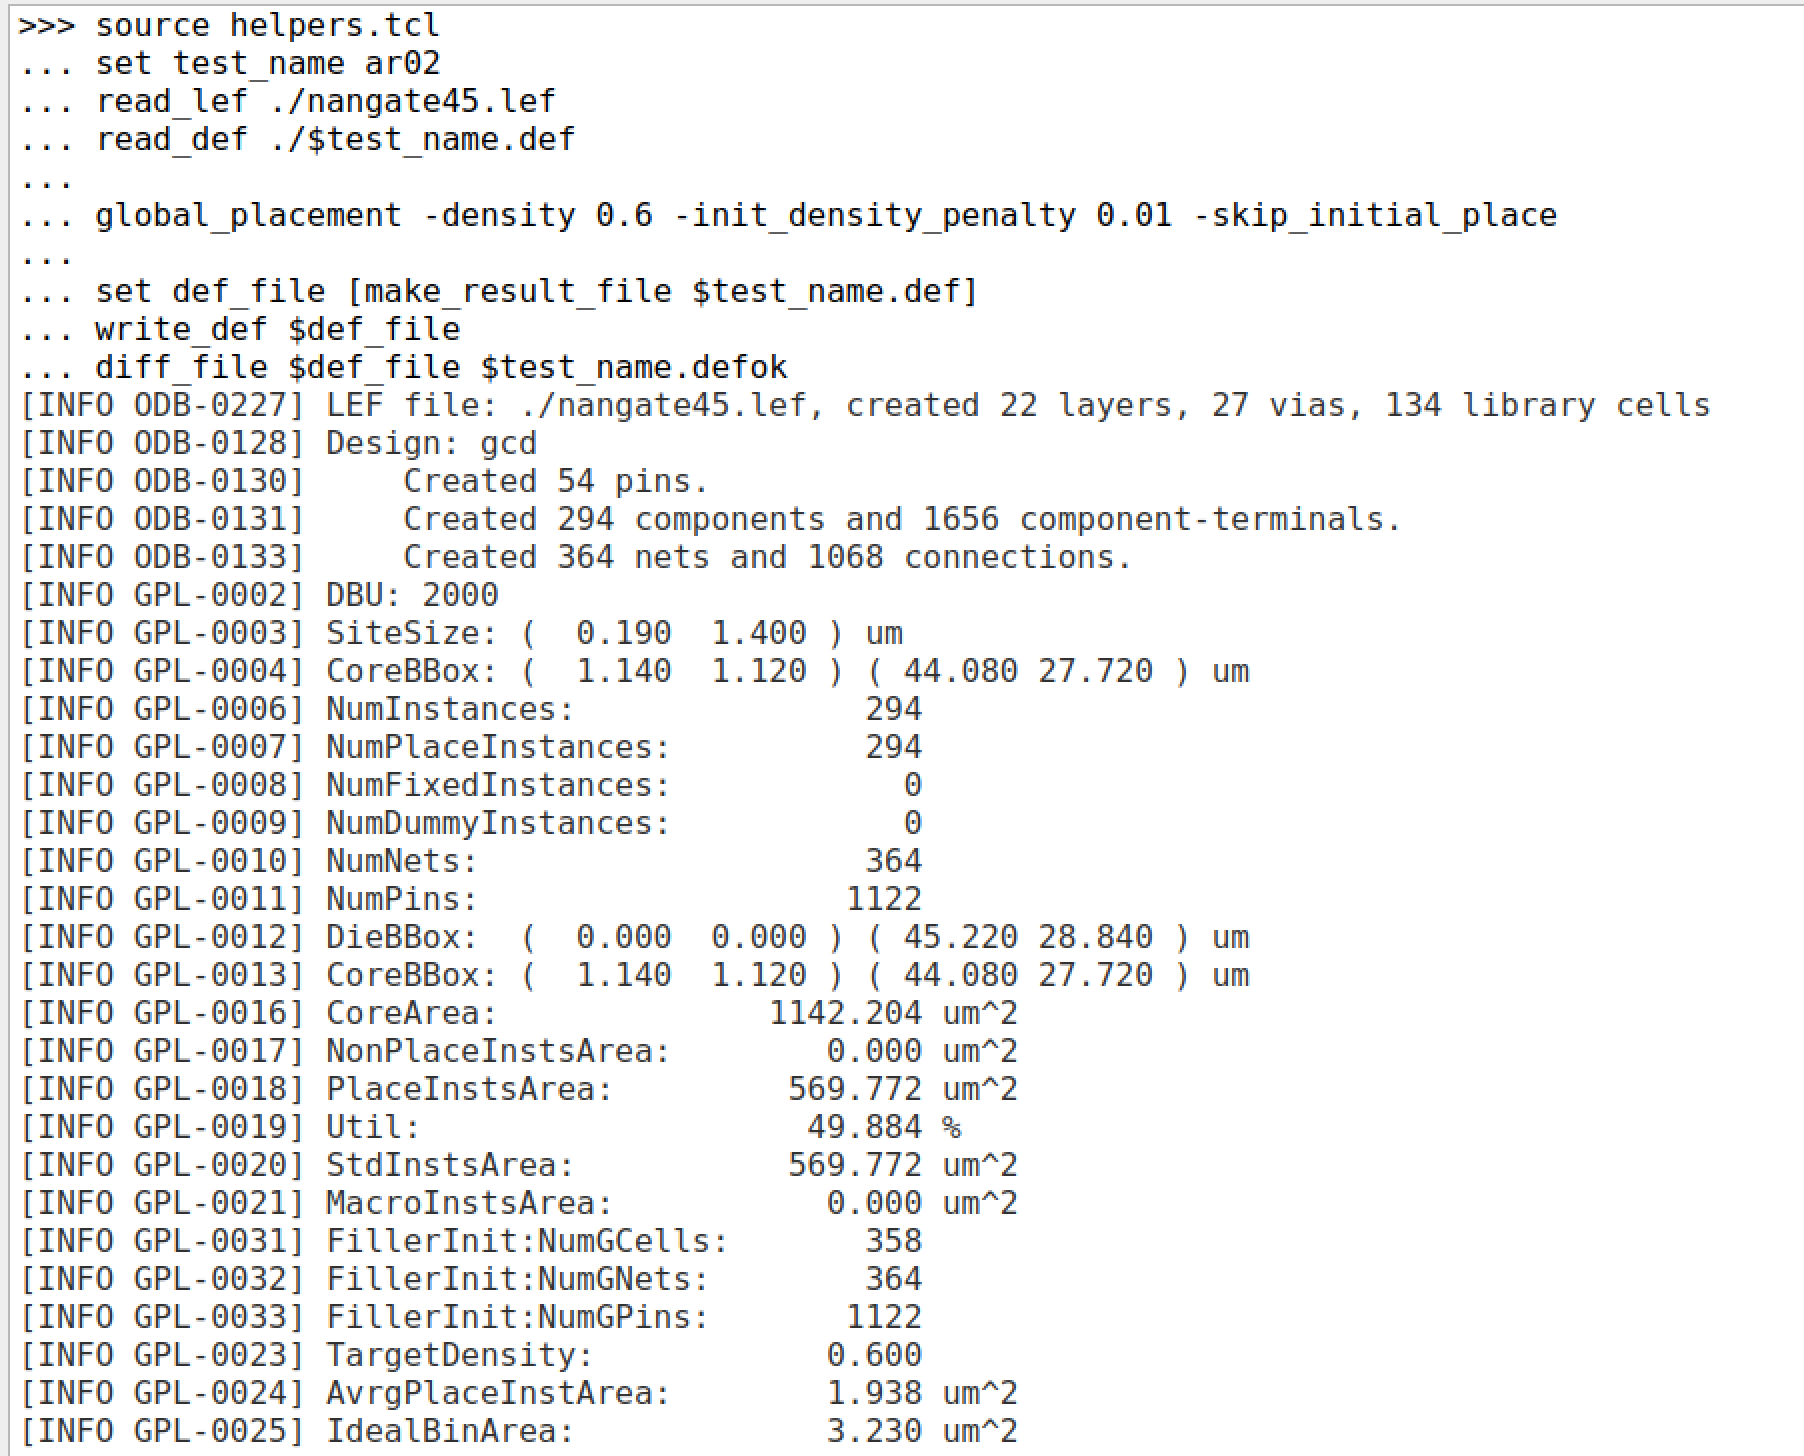 >>> source helpers.tcl
... set test_name ar02
... read_lef ./nangate45.lef
... read_def ./$test_name.def
...
... global_placement -density 0.6 -init_density_penalty 0.01 -skip_initial_place
...
... set def_file [make_result_file $test_name.def]
... write_def $def_file
... diff_file $def_file $test_name.defok
[INFO ODB-0227] LEF file: ./nangate45.lef, created 22 layers, 27 vias, 134 library cells
[INFO ODB-0128] Design: gcd
[INFO ODB-0130]     Created 54 pins.
[INFO ODB-0131]     Created 294 components and 1656 component-terminals.
[INFO ODB-0133]     Created 364 nets and 1068 connections.
[INFO GPL-0002] DBU: 2000
[INFO GPL-0003] SiteSize: (  0.190  1.400 ) um
[INFO GPL-0004] CoreBBox: (  1.140  1.120 ) ( 44.080 27.720 ) um
[INFO GPL-0006] NumInstances:               294
[INFO GPL-0007] NumPlaceInstances:          294
[INFO GPL-0008] NumFixedInstances:            0
[INFO GPL-0009] NumDummyInstances:            0
[INFO GPL-0010] NumNets:                    364
[INFO GPL-0011] NumPins:                   1122
[INFO GPL-0012] DieBBox:  (  0.000  0.000 ) ( 45.220 28.840 ) um
[INFO GPL-0013] CoreBBox: (  1.140  1.120 ) ( 44.080 27.720 ) um
[INFO GPL-0016] CoreArea:              1142.204 um^2
[INFO GPL-0017] NonPlaceInstsArea:        0.000 um^2
[INFO GPL-0018] PlaceInstsArea:         569.772 um^2
[INFO GPL-0019] Util:                    49.884 %
[INFO GPL-0020] StdInstsArea:           569.772 um^2
[INFO GPL-0021] MacroInstsArea:           0.000 um^2
[INFO GPL-0031] FillerInit:NumGCells:       358
[INFO GPL-0032] FillerInit:NumGNets:        364
[INFO GPL-0033] FillerInit:NumGPins:       1122
[INFO GPL-0023] TargetDensity:            0.600
[INFO GPL-0024] AvrgPlaceInstArea:        1.938 um^2
[INFO GPL-0025] IdealBinArea:             3.230 um^2